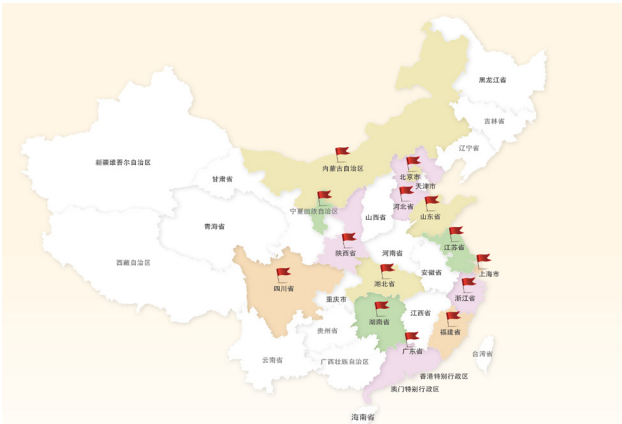 黑龙江省
吉林省
辽宁省
新疆维吾尔自治区
内蒙古自治区
甘肃省
北京市
天津市
宁夏回族自治区
河北省
山东省
山西省
青海省
陕西省
河南省
江苏省
西藏自治区
安徽省
上海市
四川省
湖北省
重庆市
浙江省
江西省
湖南省
贵州省
福建省
云南省
广西壮族自治区
广东省
台湾省
香港特别行政区
澳门特别行政区
海南省